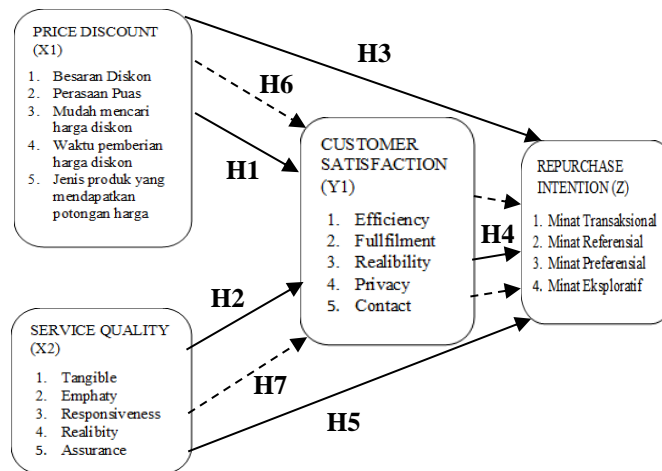 PRICE DISCOUNT
(X1)
1. Besaran Diskon
2. Perasaan Puas
3. Mudah mencari
harga diskon
4. Waktu pemberian
harga diskon
5. Jenis produk yang
mendapatkan
potongan harga
H3
H6
H1
CUSTOMER
SATISFACTION
(Y1)
1. Efficiency
2. Fullfilment
3. Realibility
4. Privacy
5. Contact
REPURCHASE
INTENTION (Z)
1. Minat Transaksional
2. Minat Referensial
3. Minat Preferensial
4. Minat Eksploratif
H4
H2
SERVICE QUALITY
(X2)
1. Tangible
2. Emphaty
3. Responsiveness
4. Realibity
5. Assurance
H7
H5